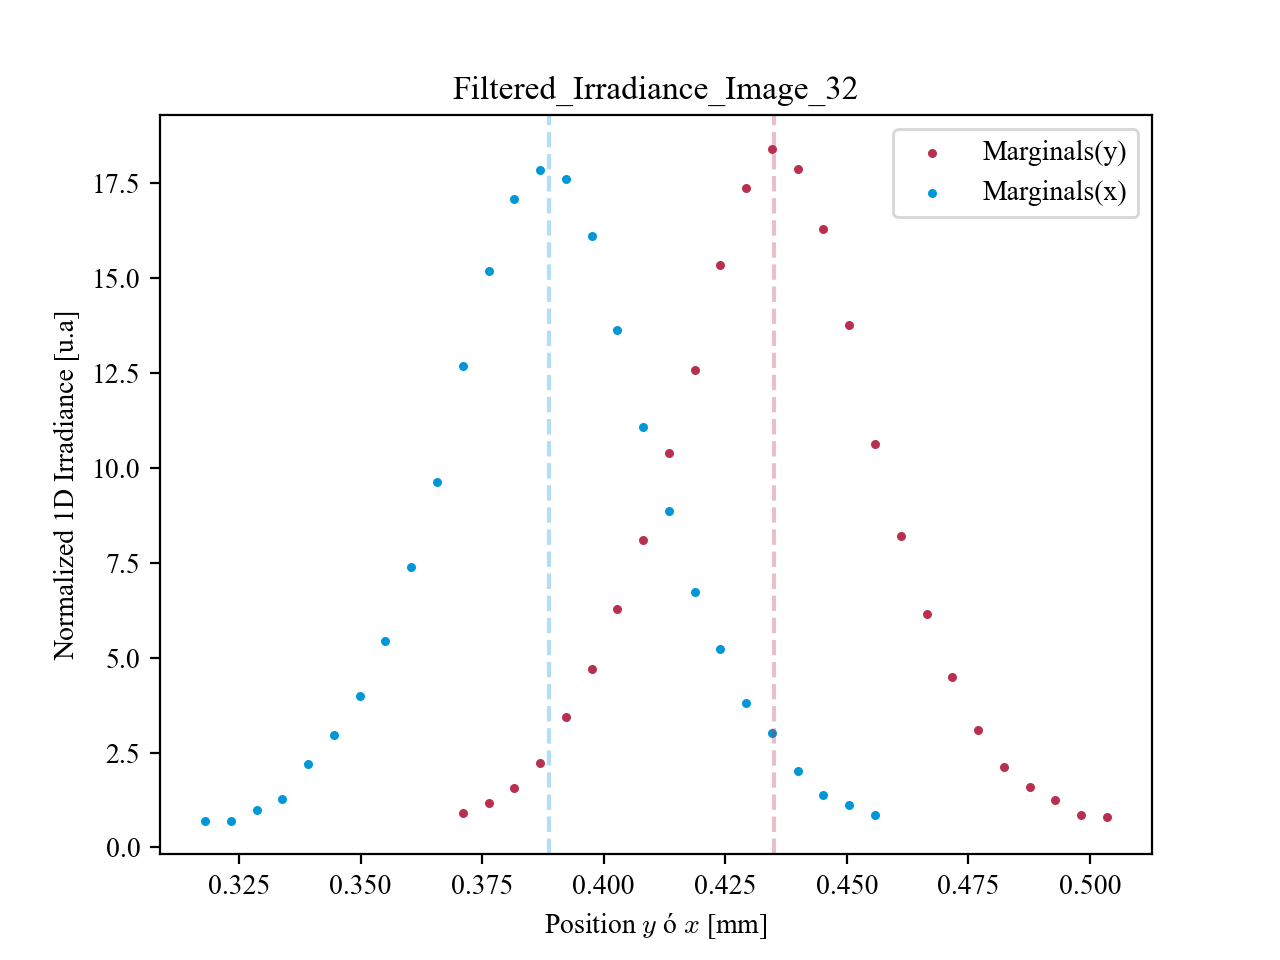 Filtered_Irradiance_Image_32
Marginals(y)
Marginals(x)
17.5
15.0
12.5
10.0
7.5
5.0
2.5
0.0
Normalized 1D Irradiance [u.a]
0.325 0.350 0.375 0.400 0.425 0.450 0.475 0.500
Position y ó x [mm]